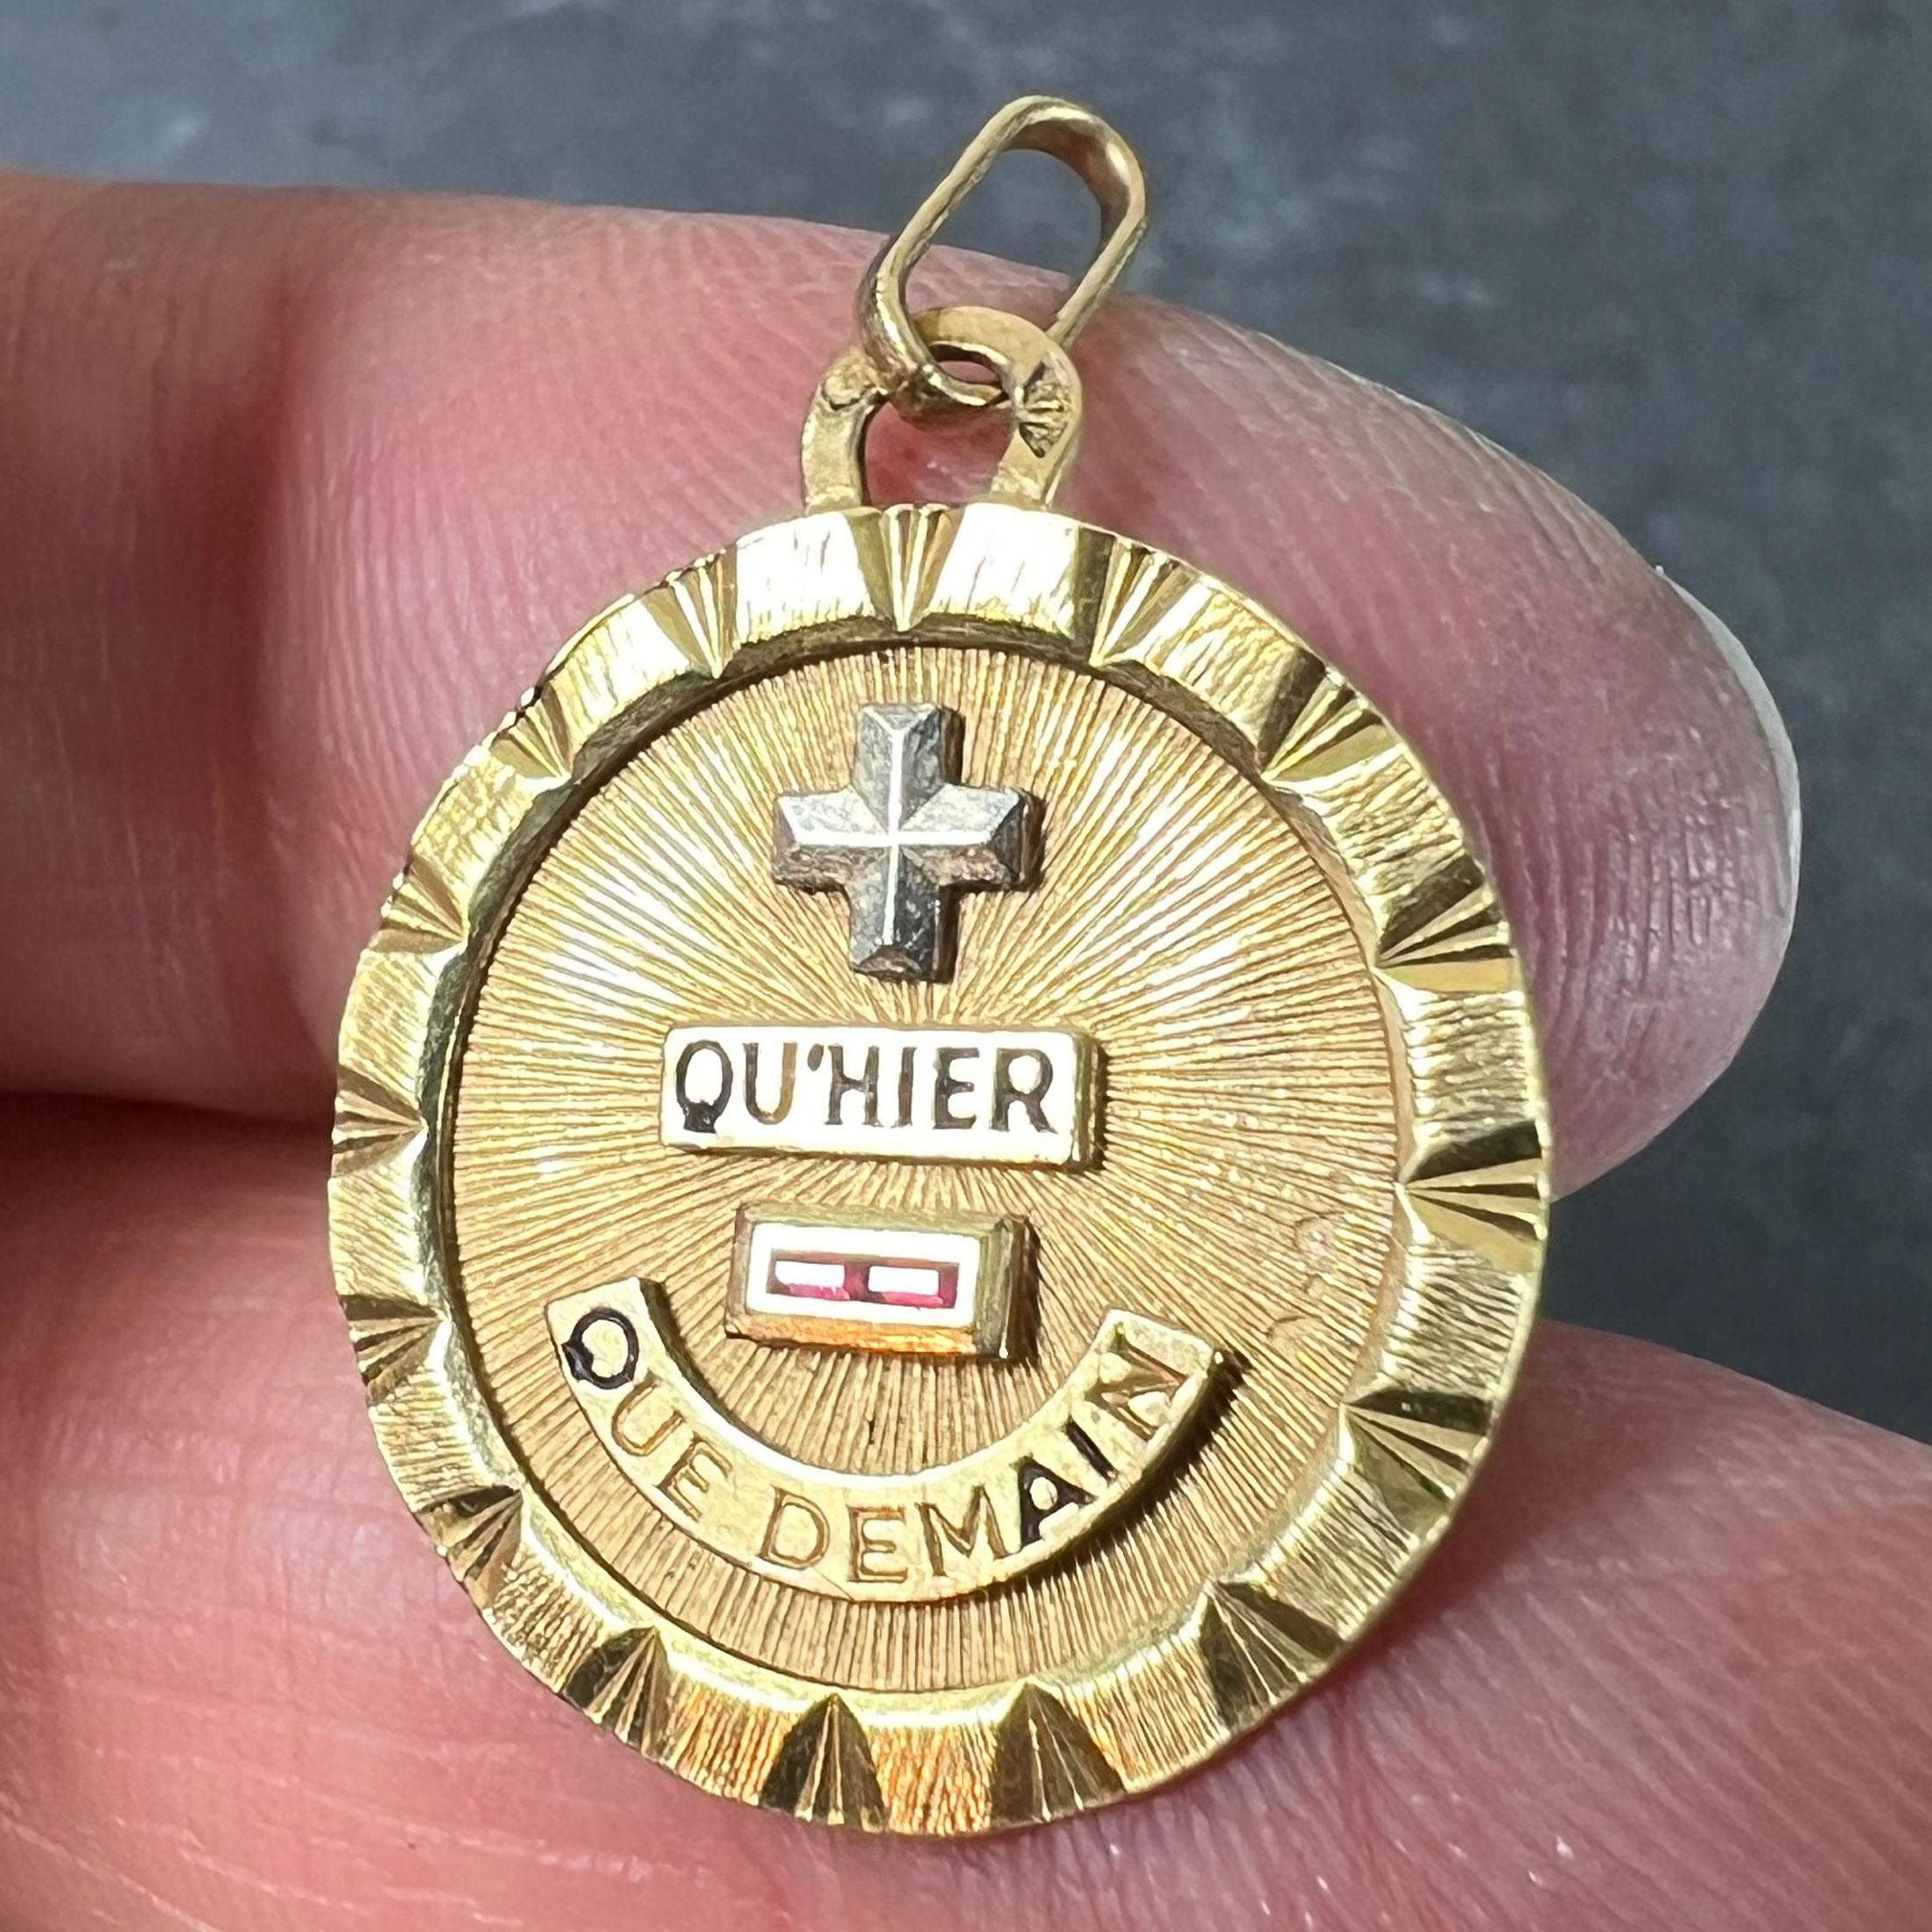 +
QU'HIER
-
QUE DEMAIN